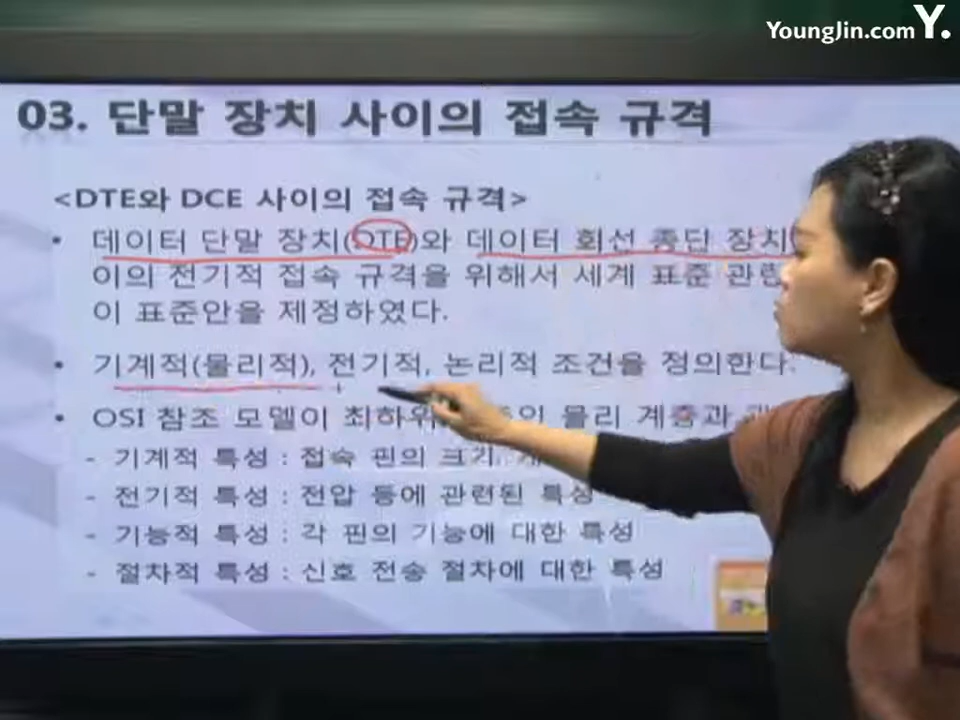 YoungJin.com Y.
03. 단말 장치 사이의 접속 규격
<DTE와 DCE 사이의 접속 규격>
• 데이터 단말 장치(DTE)와 데이터 회선 종단 장치
이의 전기적 접속 규격을 위해서 세계 표준 관련
이 표준안을 제정하였다.
• 기계적(물리적), 전기적, 논리적 조건을 정의한다.
• OSI 참조 모델이 최하위 물리 계층과
- 기계적 특성 : 접속 핀의 크기,
- 전기적 특성 : 전압 등에 관련된 특성
- 기능적 특성 : 각 핀의 기능에 대한 특성
- 절차적 특성 : 신호 전송 절차에 대한 특성